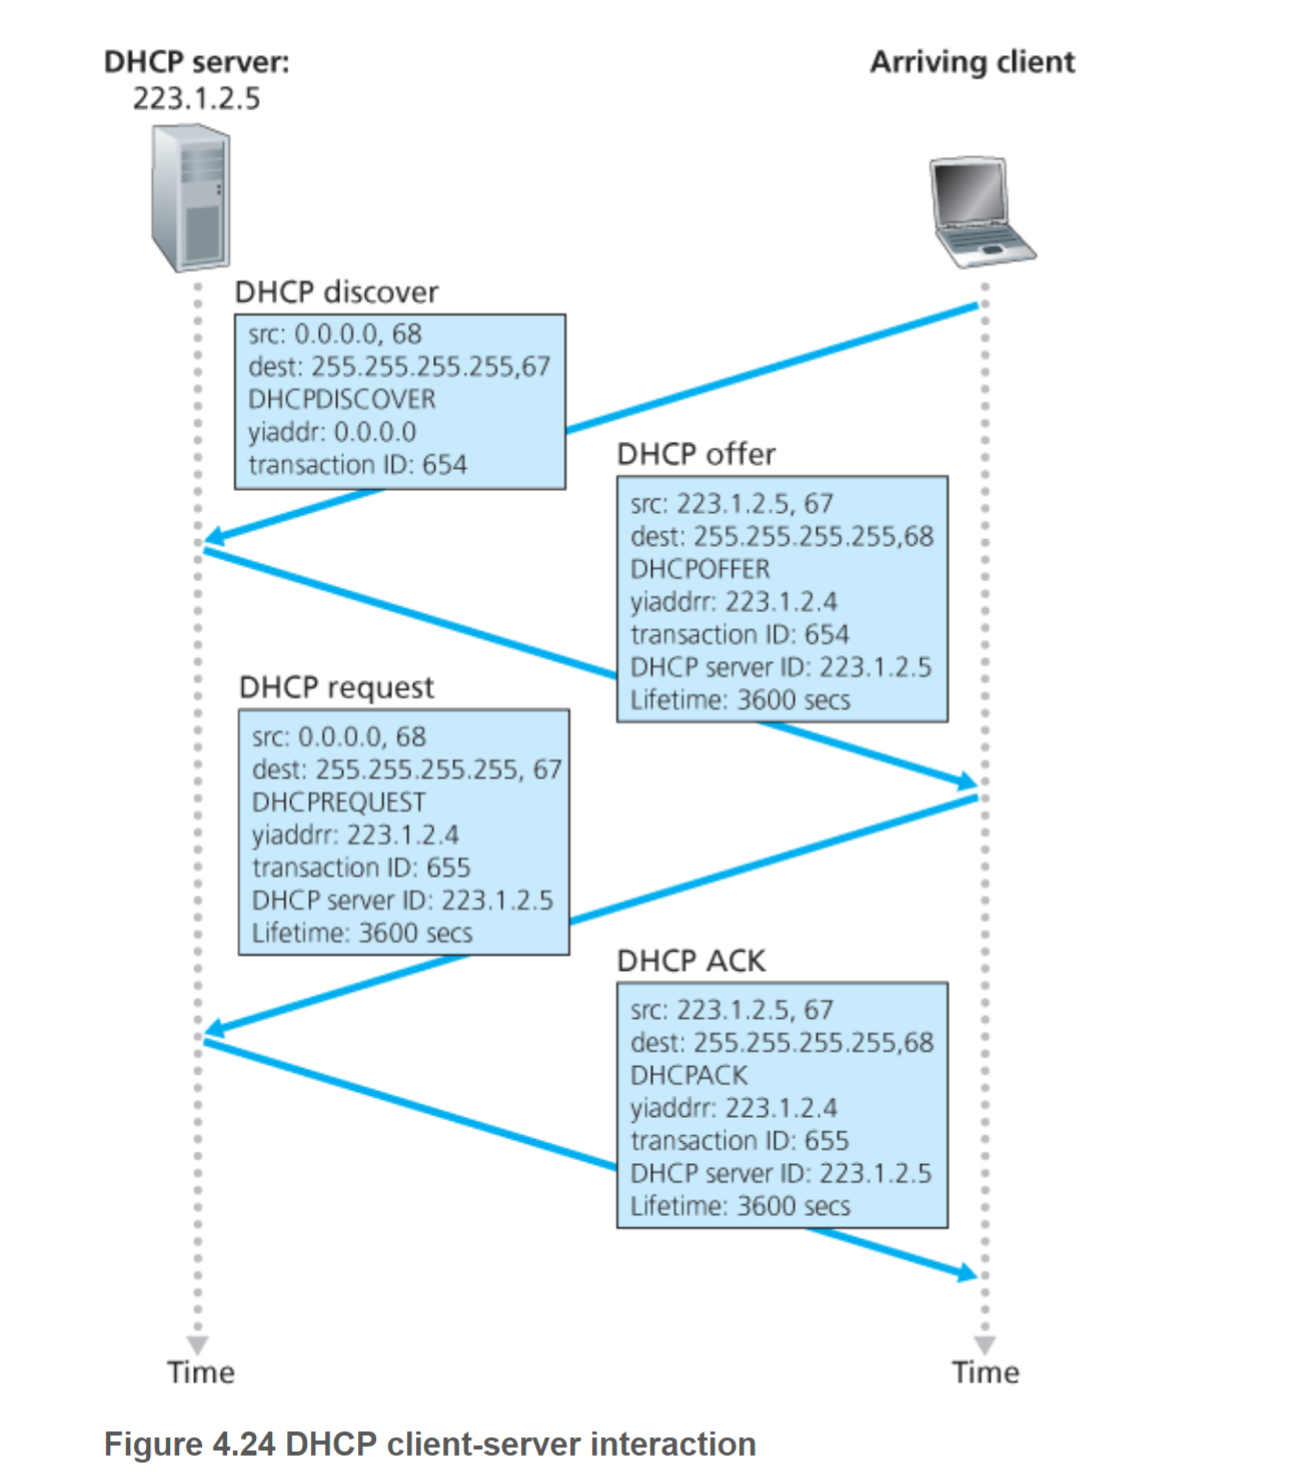 DHCP server:
223.1.2.5
Arriving client
DHCP discover
src: 0.0.0.0, 68
dest: 255.255.255.255,67
DHCPDISCOVER
yiaddr: 0.0.0.0
transaction ID: 654
DHCP offer
src: 223.1.2.5, 67
dest: 255.255.255.255,68
DHCPOFFER
yiaddrr: 223.1.2.4
transaction ID: 654
DHCP server ID: 223.1.2.5
Lifetime: 3600 secs
DHCP request
src: 0.0.0.0, 68
dest: 255.255.255.255, 67
DHCPREQUEST
yiaddrr: 223.1.2.4
transaction ID: 655
DHCP server ID: 223.1.2.5
Lifetime: 3600 secs
DHCP ACK
src: 223.1.2.5, 67
dest: 255.255.255.255,68
DHCPACK
yiaddrr: 223.1.2.4
transaction ID: 655
DHCP server ID: 223.1.2.5
Lifetime: 3600 secs
Time
Time
Figure 4.24 DHCP client-server interaction